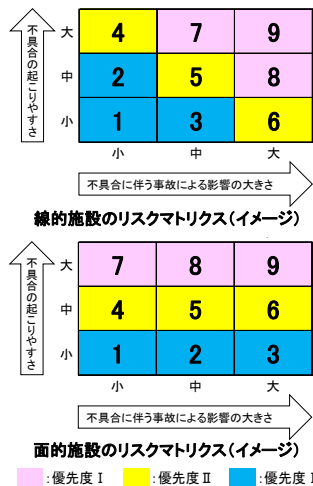 不具合の起こりやすさ
大 4 7 9
中 2 5 8
小 1 3 6
小 中 大
不具合に伴う事故による影響の大きさ
線的施設のリスクマトリクス(イメージ)
不具合の起こりやすさ
大 7 8 9
中 4 5 6
小 1 2 3
小 中 大
不具合に伴う事故による影響の大きさ
面的施設のリスクマトリクス(イメージ)
:優先度Ⅰ :優先度Ⅱ :優先度